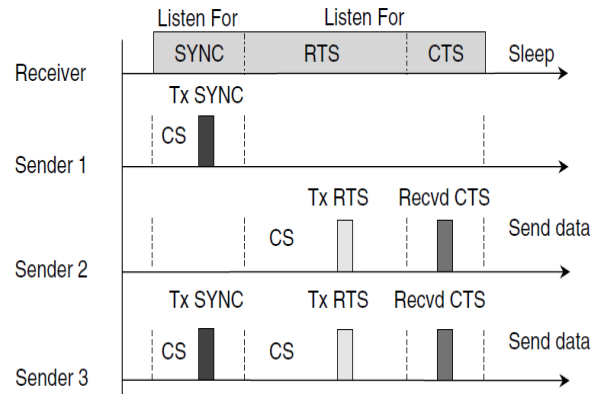 Listen For Listen For
SYNC RTS CTS Sleep
Receiver
Tx SYNC
CS
Sender 1
Tx RTS Recvd CTS
CS Send data
Sender 2
Tx SYNC Tx RTS Recvd CTS
CS CS Send data
Sender 3